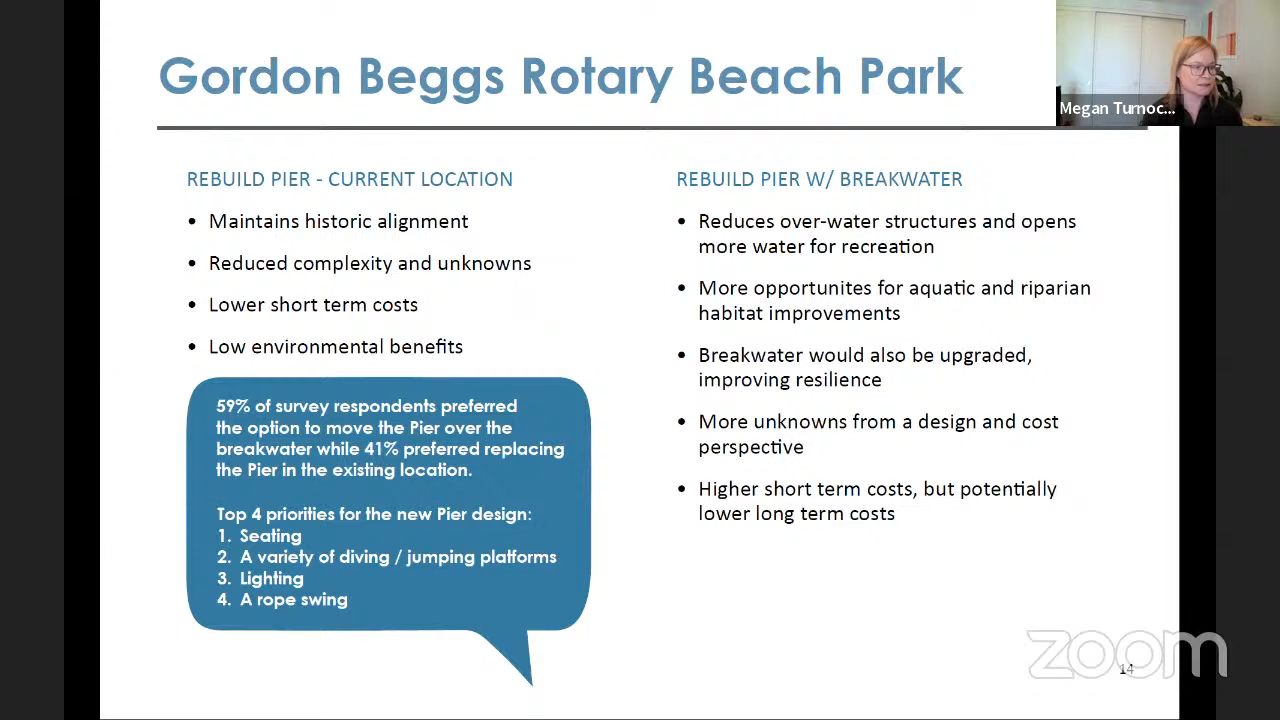 Gordon Beggs Rotary Beach Park
Megan Turnoc...
REBUILD PIER - CURRENT LOCATION
• Maintains historic alignment
• Reduced complexity and unknowns
• Lower short term costs
• Low environmental benefits
59% of survey respondents preferred
the option to move the Pier over the
breakwater while 41% preferred replacing
the Pier in the existing location.
Top 4 priorities for the new Pier design:
1. Seating
2. A variety of diving / jumping platforms
3. Lighting
4. A rope swing
REBUILD PIER W/ BREAKWATER
• Reduces over-water structures and opens
more water for recreation
• More opportunites for aquatic and riparian
habitat improvements
• Breakwater would also be upgraded,
improving resilience
• More unknowns from a design and cost
perspective
• Higher short term costs, but potentially
lower long term costs
zoom
14